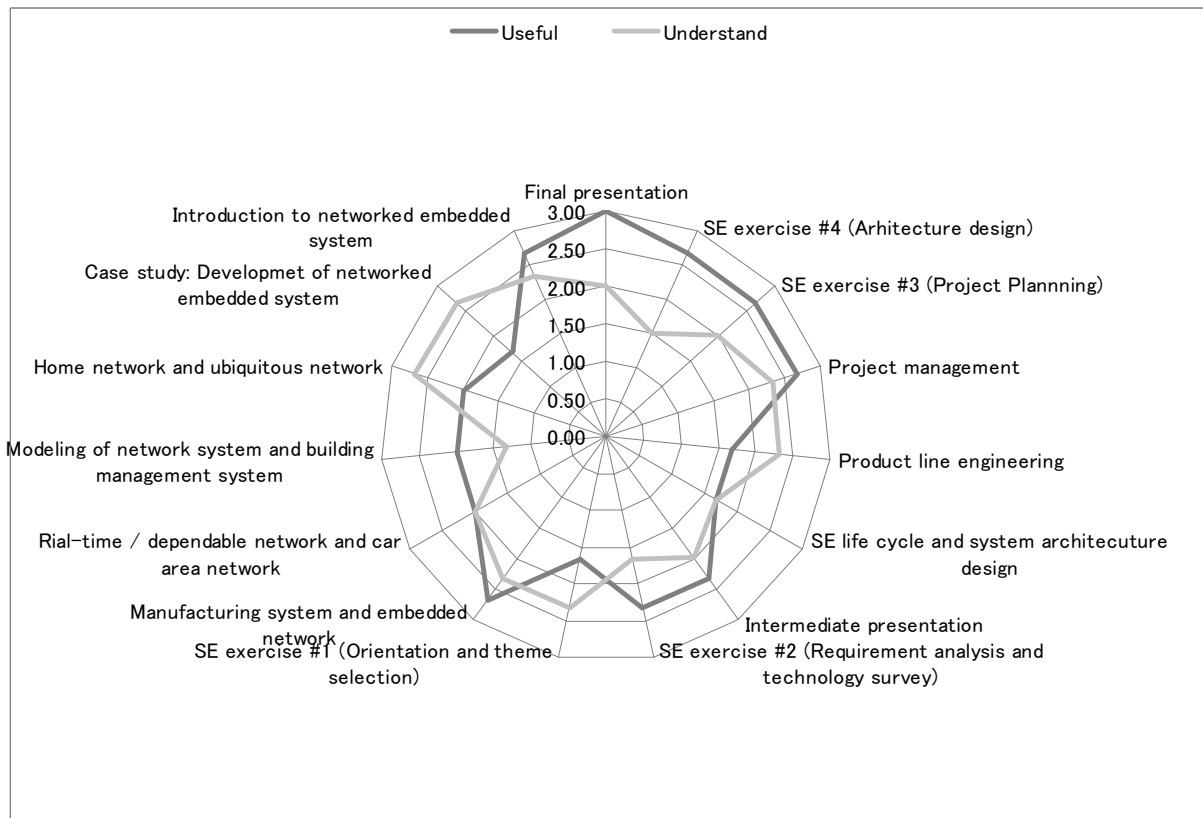 Useful
Understand
Final presentation
Introduction to networked embedded
system
SE exercise #4 (Arhitecture design)
Case study: Developmet of networked
embedded system
SE exercise #3 (Project Plannning)
Home network and ubiquitous network
Project management
Modeling of network system and building
management system
Product line engineering
Rial-time / dependable network and car
area network
SE life cycle and system architecuture
design
Manufacturing system and embedded
network
Intermediate presentation
SE exercise #1 (Orientation and theme
selection)
SE exercise #2 (Requirement analysis and
technology survey)
3.00
2.50
2.00
1.50
1.00
0.50
0.00